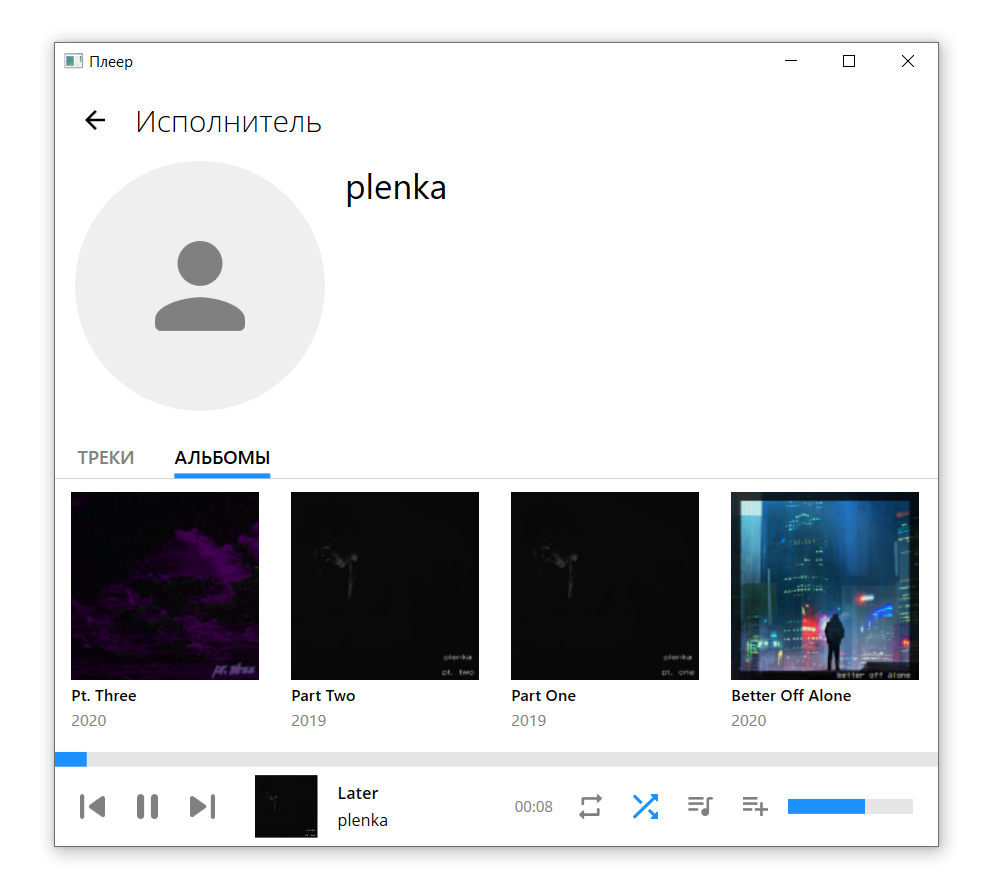 Плеер
Исполнитель
plenka
ТРЕКИ АЛЬБОМЫ
pt. three
plenka
pt. two
plenka
pt. one
better off alone
Pt. Three
2020
Part Two
2019
Part One
2019
Better Off Alone
2020
Later
plenka
00:08